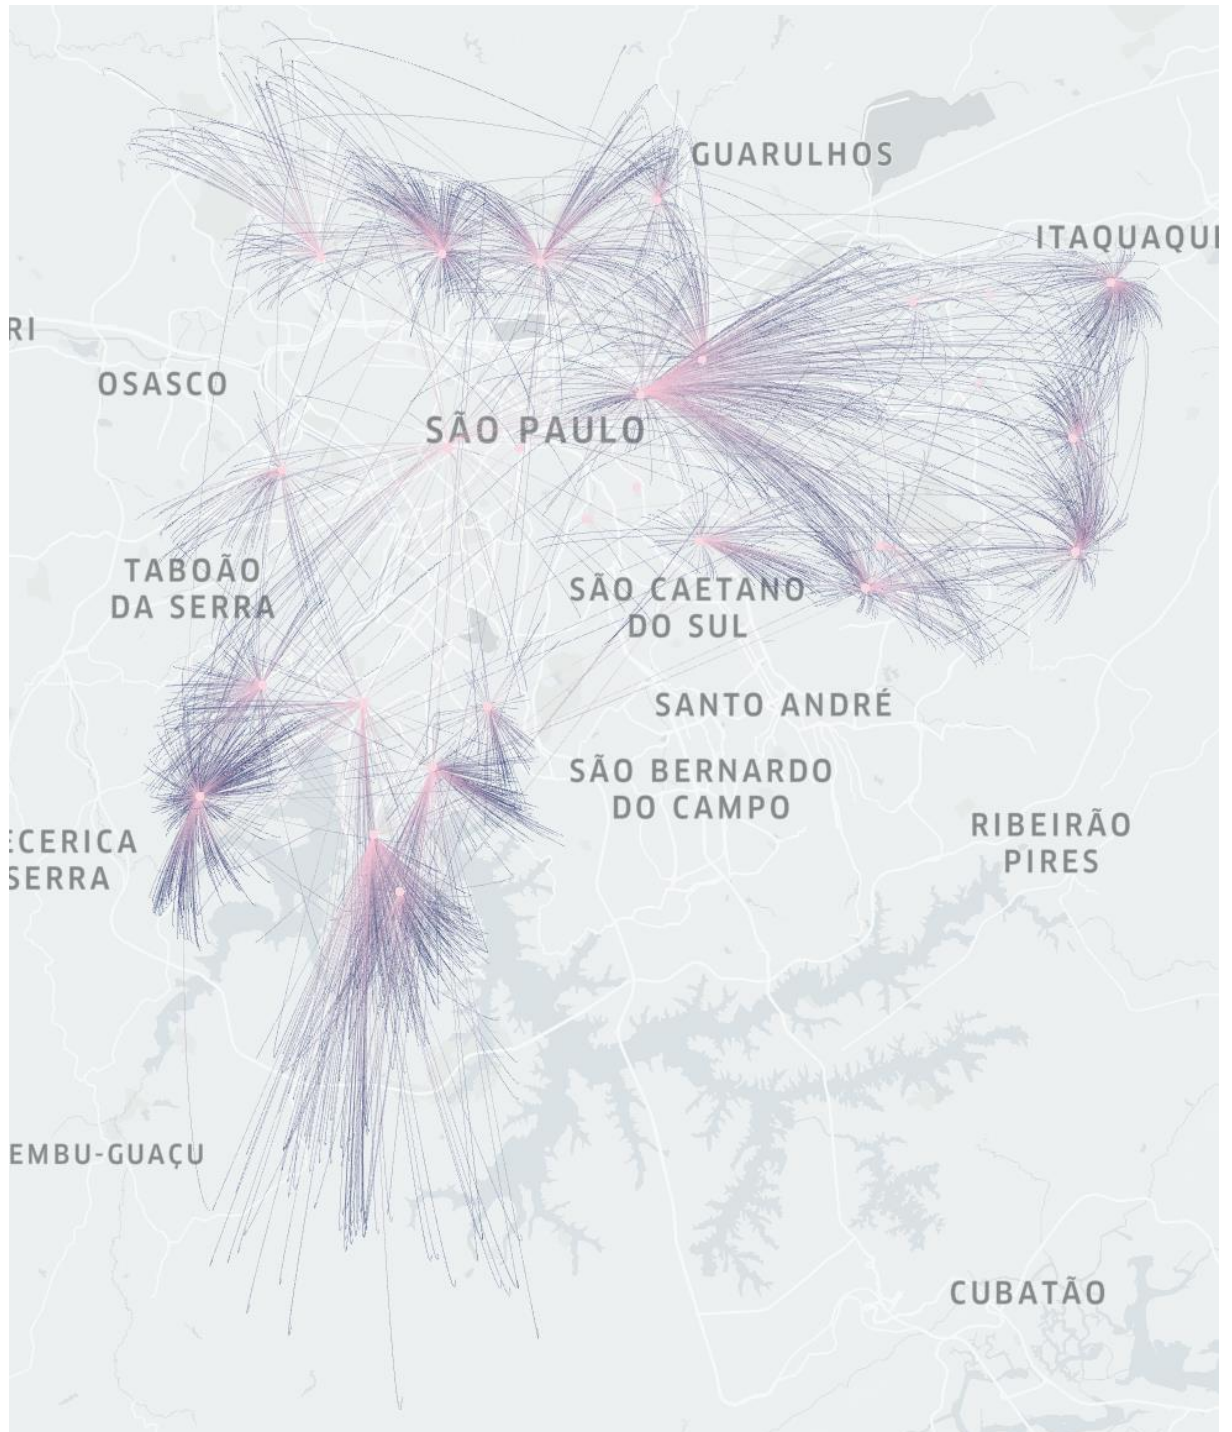 GUARULHOS
ITAQUAQU
RI
OSASCO
SÃO PAULO
TABOÃO
DA SERRA
SÃO CAETANO
DO SUL
SANTO ANDRÉ
SÃO BERNARDO
DO CAMPO
ECERICA
SERRA
RIBEIRÃO
PIRES
EMBU-GUAÇU
CUBATÃO